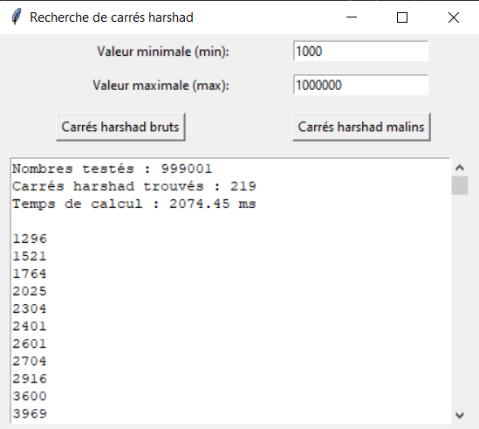 Recherche de carrés harshad
Valeur minimale (min): 1000
Valeur maximale (max): 1000000
Carrés harshad bruts Carrés harshad malins
Nombres testés : 999001
Carrés harshad trouvés : 219
Temps de calcul : 2074.45 ms
1296
1521
1764
2025
2304
2401
2601
2704
2916
3600
3969